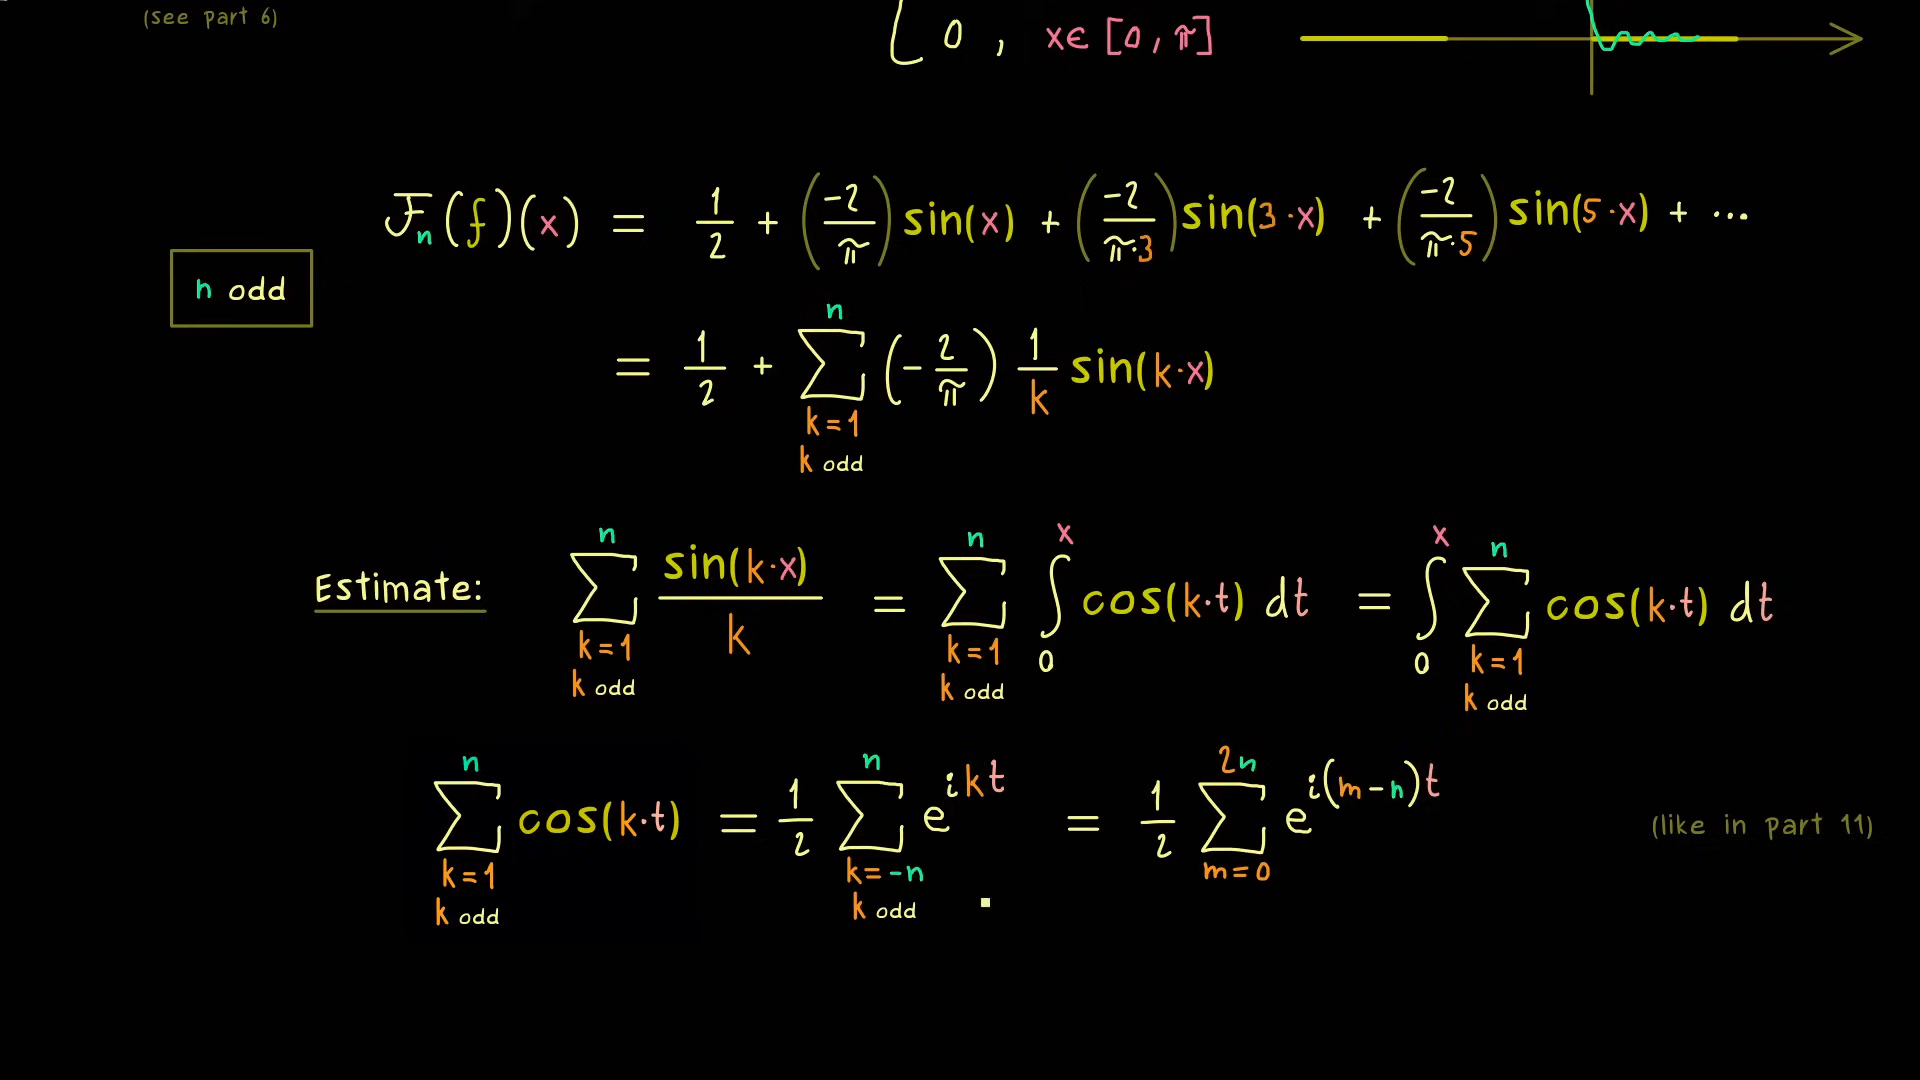 (see part 6)
0 , x∈ [0, π]
ℱₙ(f)(x) = 1/2 + (-2/π) sin(x) + (-2/(π·3)) sin(3·x) + (-2/(π·5)) sin(5·x) + ...
n odd
= 1/2 + ∑_{k=1, k odd}^{n} (-2/π) 1/k sin(k·x)
Estimate: ∑_{k=1, k odd}^{n} sin(k·x)/k = ∑_{k=1, k odd}^{n} ∫_0^x cos(k·t) dt = ∫_0^x ∑_{k=1, k odd}^{n} cos(k·t) dt
∑_{k=1, k odd}^{n} cos(k·t) = 1/2 ∑_{k=-n, k odd}^{n} e^{ikt} = 1/2 ∑_{m=0}^{2n} e^{i(m-n)t}
(like in part 11)